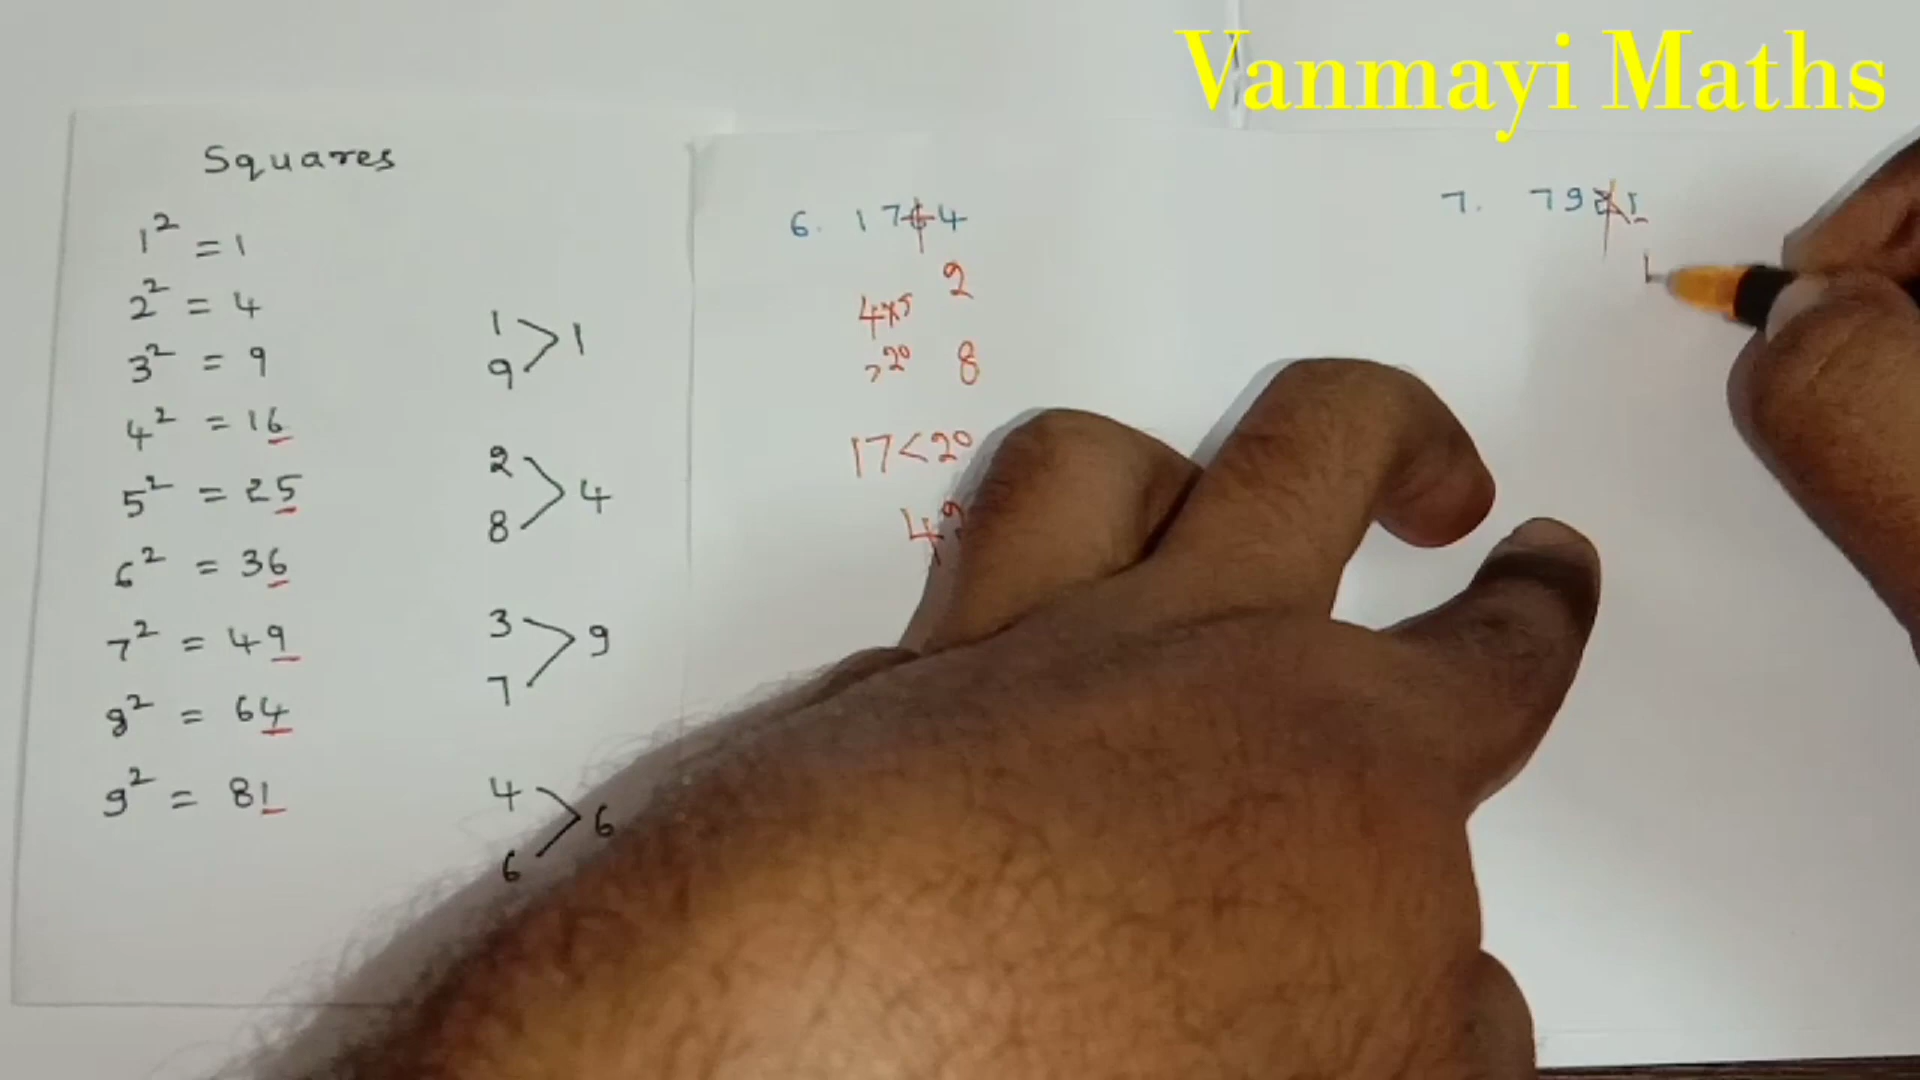 Vanmayi Maths
Squares
1² = 1
2² = 4
3² = 9
4² = 16
5² = 25
6² = 36
7² = 49
8² = 64
9² = 81
1
9
1
2
8
4
3
7
9
4
6
6
6. 1764
2
4x5
20 8
17<20
4
7. 7921
1